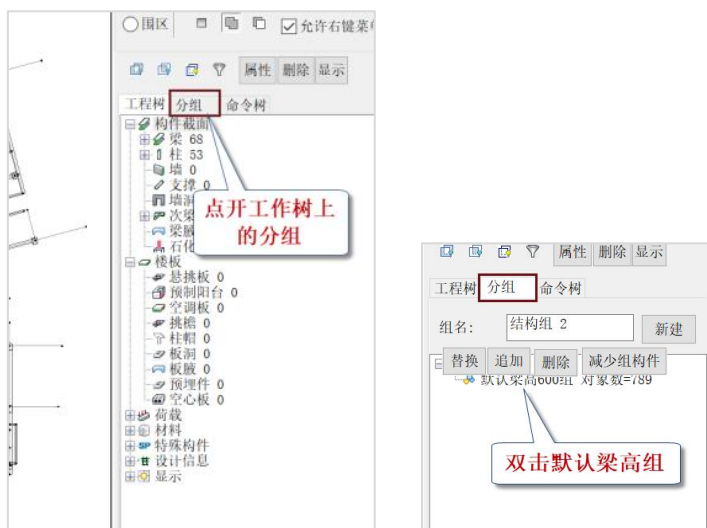 围区
允许右键菜
属性 删除 显示
工程树 分组 命令树
构件截面
梁 68
柱 53
墙 0
支撑 0
墙洞
次梁
梁腋
石化
点开工作树上
的分组
楼板
悬挑板 0
预制阳台 0
空调板 0
挑檐 0
柱帽 0
板洞 0
板腋 0
预埋件 0
空心板 0
荷载
材料
特殊构件
设计信息
显示
属性 删除 显示
工程树 分组 命令树
组名: 结构组 2 新建
替换 追加 删除 减少组构件
默认梁高600组 对象数=789
双击默认梁高组